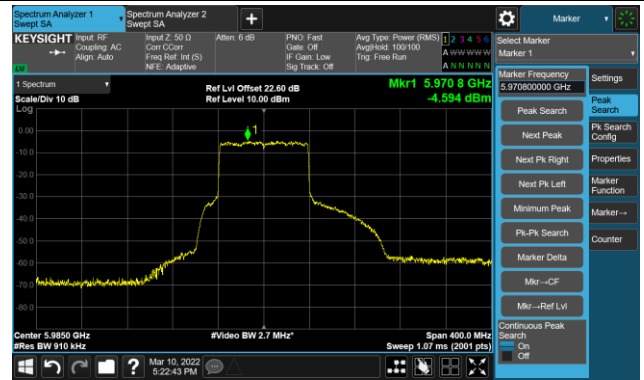 Spectrum Analyzer 1
Swept SA
Spectrum Analyzer 2
Swept SA
Marker
KEYSIGHT
Input: RF
Coupling: AC
Align: Auto
Input Z: 50 Ω
Corr CCorr
Freq Ref: Int (S)
NFE: Adaptive
Atten: 6 dB
PNO: Fast
Gate: Off
IF Gain: Low
Sig Track: Off
Avg Type: Power (RMS)
Avg|Hold: 100/100
Trig: Free Run
1 2 3 4 5 6
A W W W W W
A N N N N N
LM
Select Marker
Marker 1
1 Spectrum
Scale/Div 10 dB
Ref Lvl Offset 22.60 dB
Ref Level 10.00 dBm
Mkr1 5.970 8 GHz
-4.594 dBm
Log
0.00
-10.0
-20.0
-30.0
-40.0
-50.0
-60.0
-70.0
-80.0
1
Center 5.9850 GHz
#Res BW 910 kHz
#Video BW 2.7 MHz*
Span 400.0 MHz
Sweep 1.07 ms (2001 pts)
Marker Frequency
5.970800000 GHz
Peak Search
Next Peak
Next Pk Right
Next Pk Left
Minimum Peak
Pk-Pk Search
Marker Delta
Mkr→CF
Mkr→Ref Lvl
Continuous Peak
Search
On
Off
Settings
Peak
Search
Pk Search
Config
Properties
Marker
Function
Marker→
Counter
Mar 10, 2022
5:22:43 PM